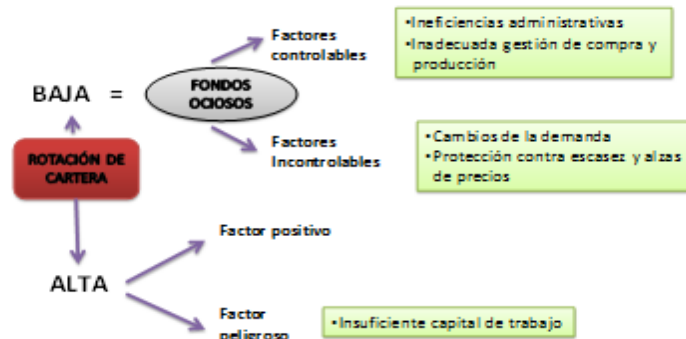 Factores
controlables
•Ineficiencias administrativas
•Inadecuada gestión de compra y
producción
BAJA =
FONDOS
OCIOSOS
Factores
Incontrolables
•Cambios de la demanda
•Protección contra escasez y alzas
de precios
ROTACIÓN DE
CARTERA
Factor positivo
ALTA
Factor
peligroso
•Insuficiente capital de trabajo